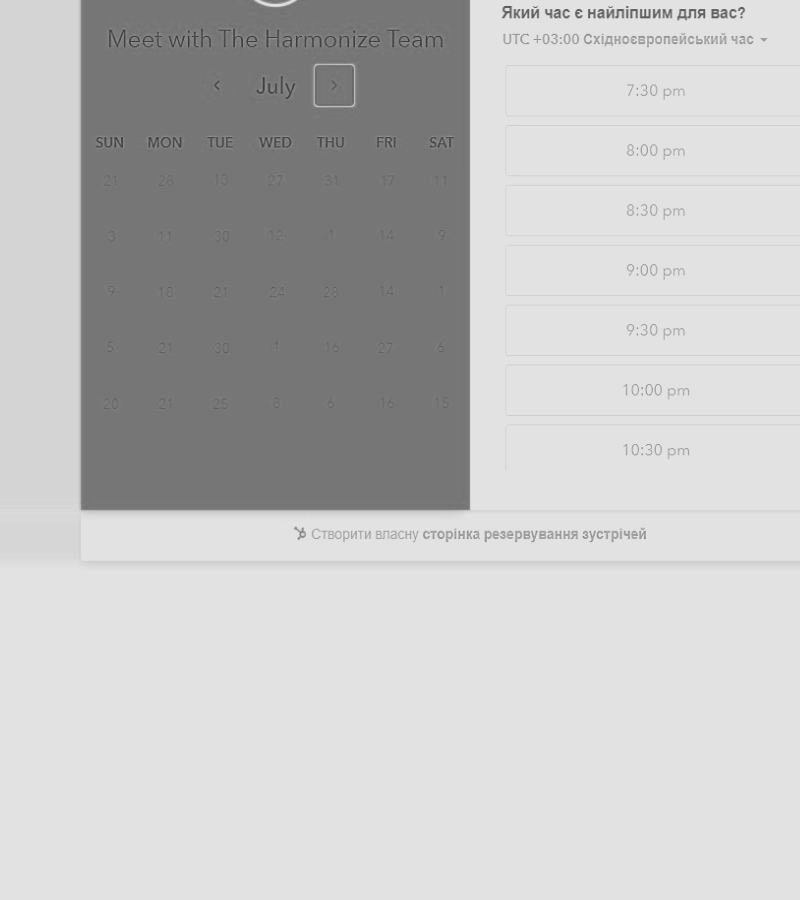 Meet with The Harmonize Team
July
SUN MON TUE WED THU FRI SAT
21 28 13 27 31 17 11
3 11 30 12 1 14 9
9 18 21 24 28 14 1
5 21 30 1 16 27 6
20 21 25 8 6 16 15
Який час є найліпшим для вас?
UTC +03:00 Східноєвропейський час
7:30 pm
8:00 pm
8:30 pm
9:00 pm
9:30 pm
10:00 pm
10:30 pm
Створити власну сторінка резервування зустрічей